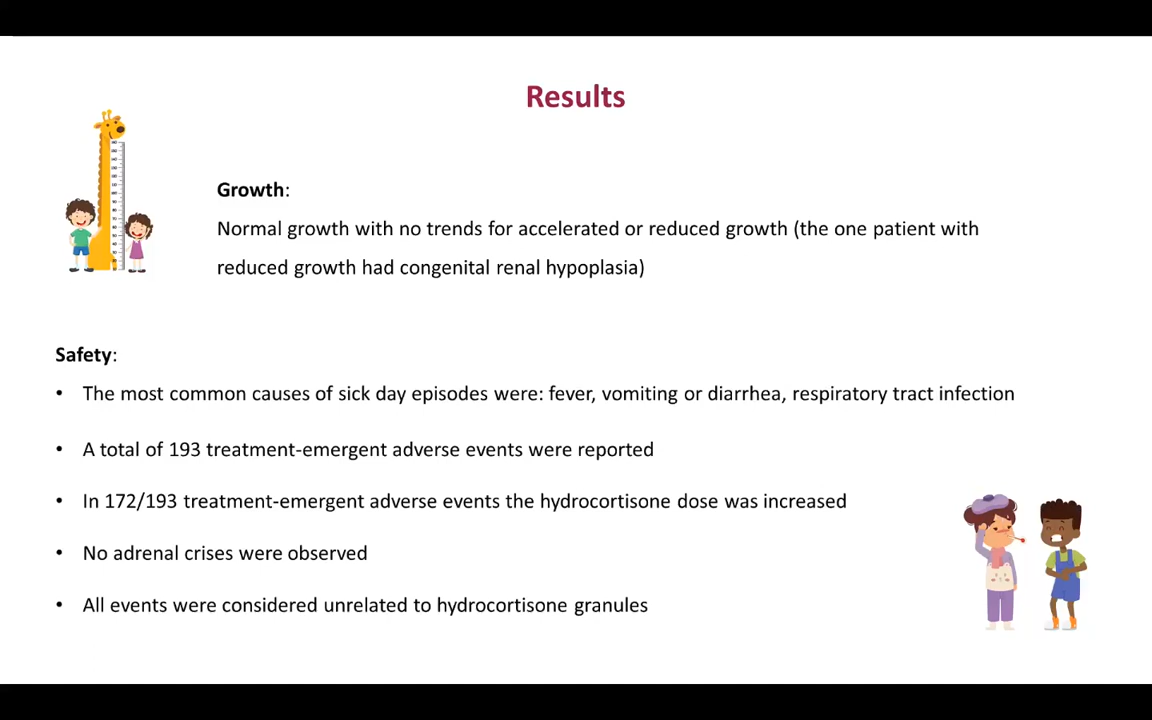 Results
Growth:
Normal growth with no trends for accelerated or reduced growth (the one patient with
reduced growth had congenital renal hypoplasia)
Safety:
• The most common causes of sick day episodes were: fever, vomiting or diarrhea, respiratory tract infection
• A total of 193 treatment-emergent adverse events were reported
• In 172/193 treatment-emergent adverse events the hydrocortisone dose was increased
• No adrenal crises were observed
• All events were considered unrelated to hydrocortisone granules